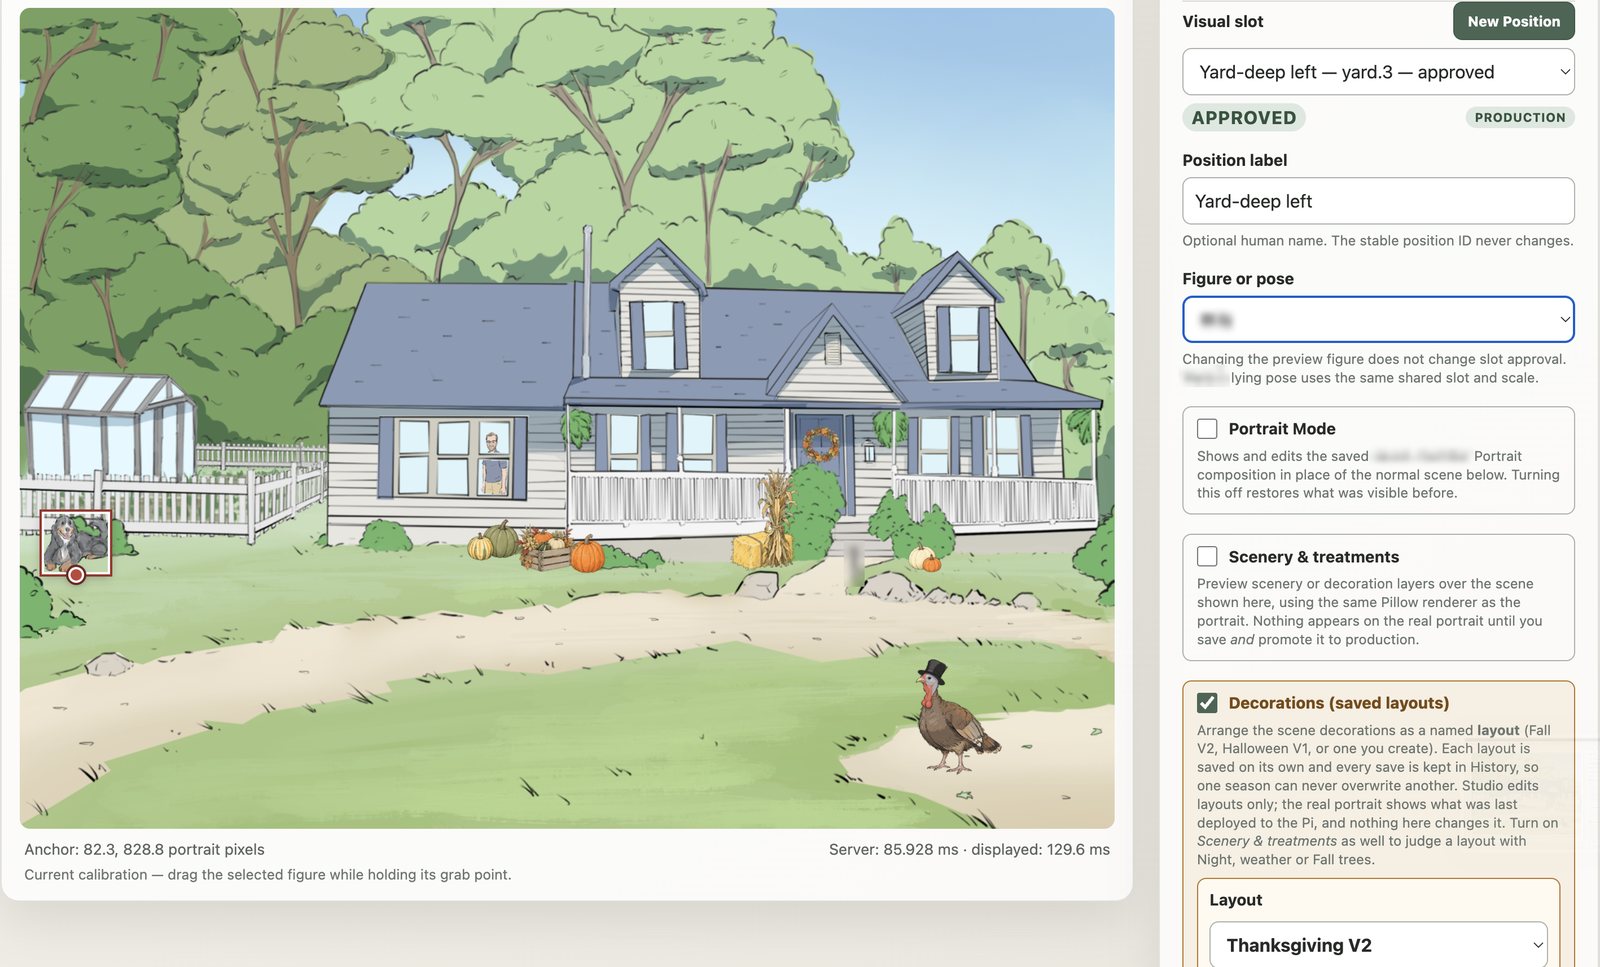 Visual slot
New Position
Yard-deep left — yard.3 — approved
APPROVED
PRODUCTION
Position label
Yard-deep left
Optional human name. The stable position ID never changes.
Figure or pose
Changing the preview figure does not change slot approval.
lying pose uses the same shared slot and scale.
Portrait Mode
Shows and edits the saved Portrait
composition in place of the normal scene below. Turning
this off restores what was visible before.
Scenery & treatments
Preview scenery or decoration layers over the scene
shown here, using the same Pillow renderer as the
portrait. Nothing appears on the real portrait until you
save and promote it to production.
Decorations (saved layouts)
Arrange the scene decorations as a named layout (Fall
V2, Halloween V1, or one you create). Each layout is
saved on its own and every save is kept in History, so
one season can never overwrite another. Studio edits
layouts only; the real portrait shows what was last
deployed to the Pi, and nothing here changes it. Turn on
Scenery & treatments as well to judge a layout with
Night, weather or Fall trees.
Layout
Thanksgiving V2
Anchor: 82.3, 828.8 portrait pixels
Server: 85.928 ms · displayed: 129.6 ms
Current calibration — drag the selected figure while holding its grab point.